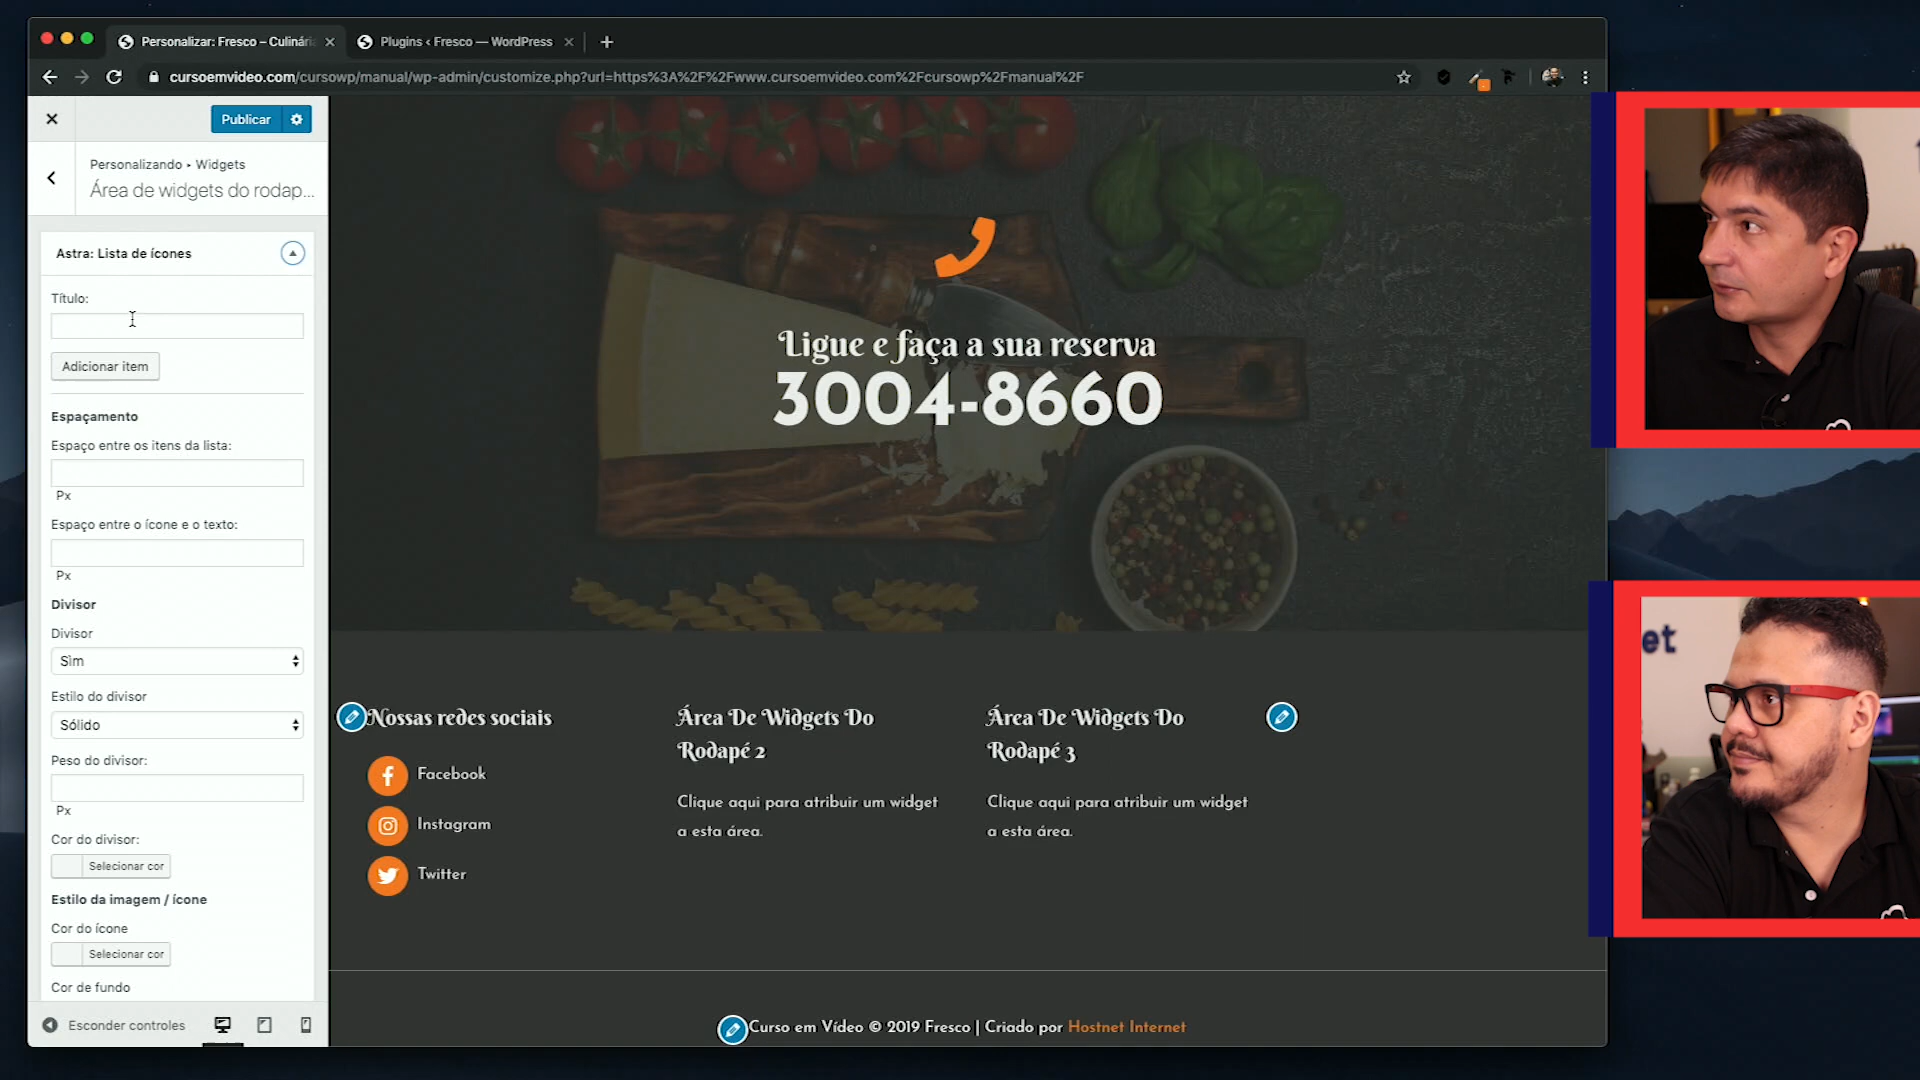 Personalizar: Fresco – Culinári
Plugins ‹ Fresco — WordPress
cursoemvideo.com/cursowp/manual/wp-admin/customize.php?url=https%3A%2F%2Fwww.cursoemvideo.com%2Fcursowp%2Fmanual%2F
Publicar
Personalizando ▸ Widgets
Área de widgets do rodap...
Astra: Lista de ícones
Título:
Adicionar item
Espaçamento
Espaço entre os itens da lista:
Px
Espaço entre o ícone e o texto:
Px
Divisor
Divisor
Sim
Estilo do divisor
Sólido
Peso do divisor:
Px
Cor do divisor:
Selecionar cor
Estilo da imagem / ícone
Cor do ícone
Selecionar cor
Cor de fundo
Esconder controles
Ligue e faça a sua reserva
3004-8660
Nossas redes sociais
Facebook
Instagram
Twitter
Área De Widgets Do
Rodapé 2
Clique aqui para atribuir um widget
a esta área.
Área De Widgets Do
Rodapé 3
Clique aqui para atribuir um widget
a esta área.
Curso em Vídeo © 2019 Fresco | Criado por Hostnet Internet
et